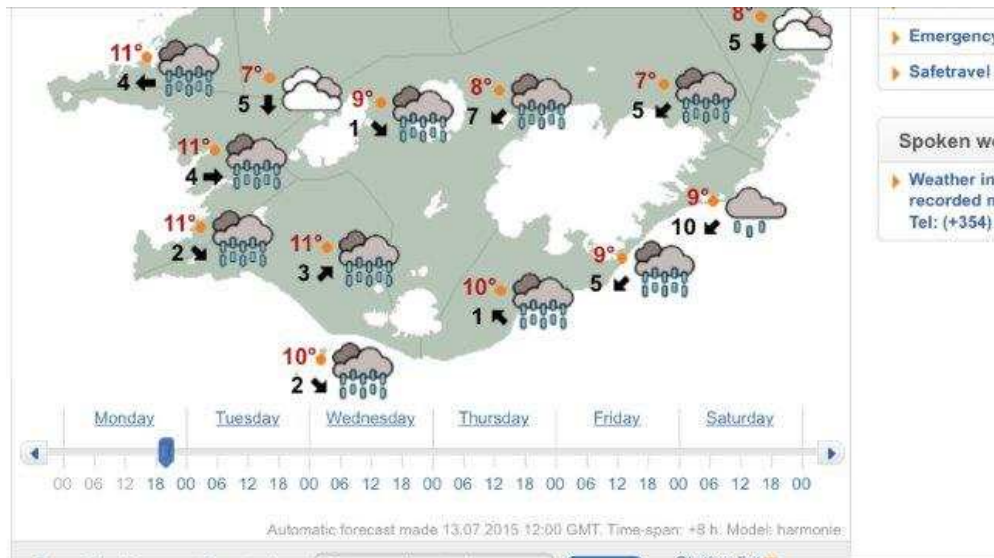 8°
5
Emergency
11°
4
7°
5
Safetravel
9°
1
8°
7
7°
5
11°
4
Spoken we
Weather in
recorded m
Tel: (+354)
9°
10
11°
2
11°
3
9°
5
10°
1
10°
2
Monday Tuesday Wednesday Thursday Friday Saturday
00 06 12 18 00 06 12 18 00 06 12 18 00 06 12 18 00 06 12 18 00 06 12 18 00
Automatic forecast made 13.07.2015 12:00 GMT. Time-span: +8 h. Model: harmonie